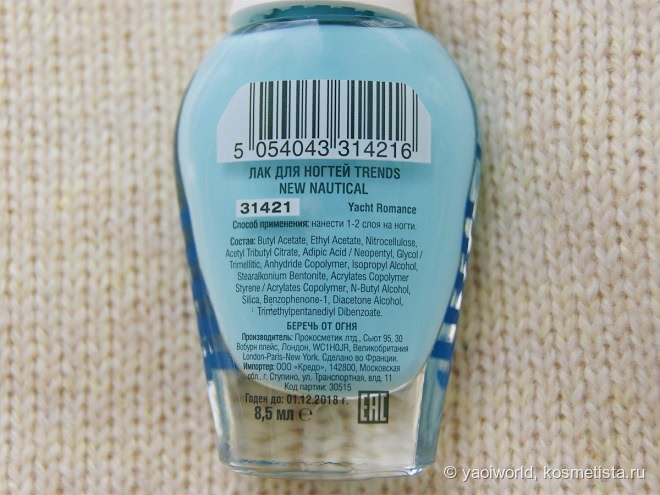 5 054043 314216
ЛАК ДЛЯ НОГТЕЙ TRENDS
NEW NAUTICAL
31421 Yacht Romance
Способ применения: нанести 1-2 слоя на ногти.
Состав: Butyl Acetate, Ethyl Acetate, Nitrocellulose,
Acetyl Tributyl Citrate, Adipic Acid / Neopentyl, Glycol /
Trimellitic, Anhydride Copolymer, Isopropyl Alcohol,
Stearalkonium Bentonite, Acrylates Copolymer
Styrene / Acrylates Copolymer, N-Butyl Alcohol,
Silica, Benzophenone-1, Diacetone Alcohol,
Trimethylpentanediyl Dibenzoate.
БЕРЕЧЬ ОТ ОГНЯ
Производитель: Прокосметик лтд., Сьют 95, 30
Вобурн плейс, Лондон, WC1H0JR, Великобритания
London-Paris-New York. Сделано во Франции.
Импортер: ООО «Кредо», 142800, Московская
обл., г. Ступино, ул. Транспортная, влд. 11
Код партии: 30515
Годен до: 01.12.2018 г.
8,5 мл ℮ EAC
© yaoiworld, kosmetista.ru